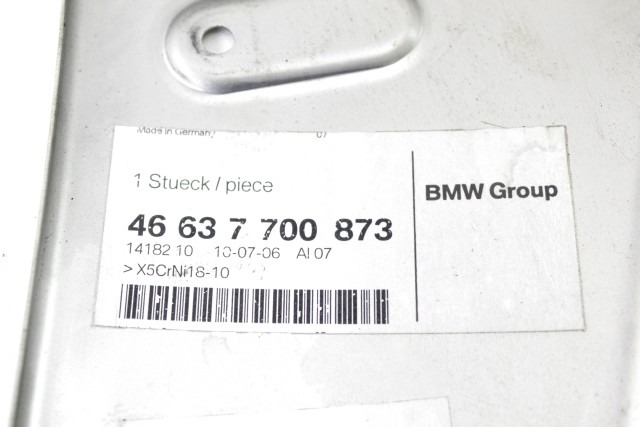 Made in Germany 07
1 Stueck / piece
BMW Group
46 63 7 700 873
14182 10 10-07-06 AI 07
>X5CrNi18-10